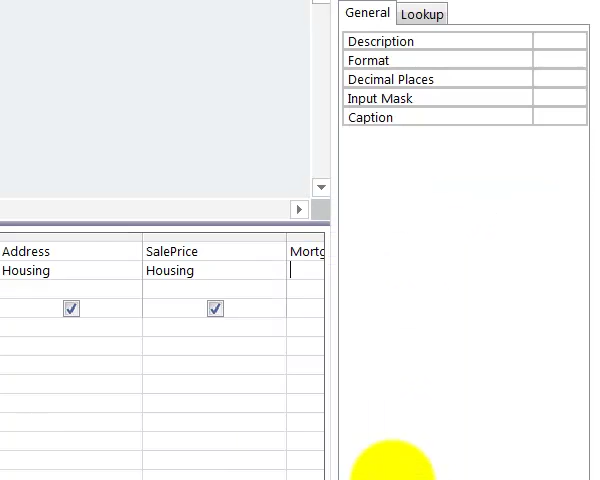 General Lookup
Description
Format
Decimal Places
Input Mask
Caption
Address SalePrice
Housing Housing